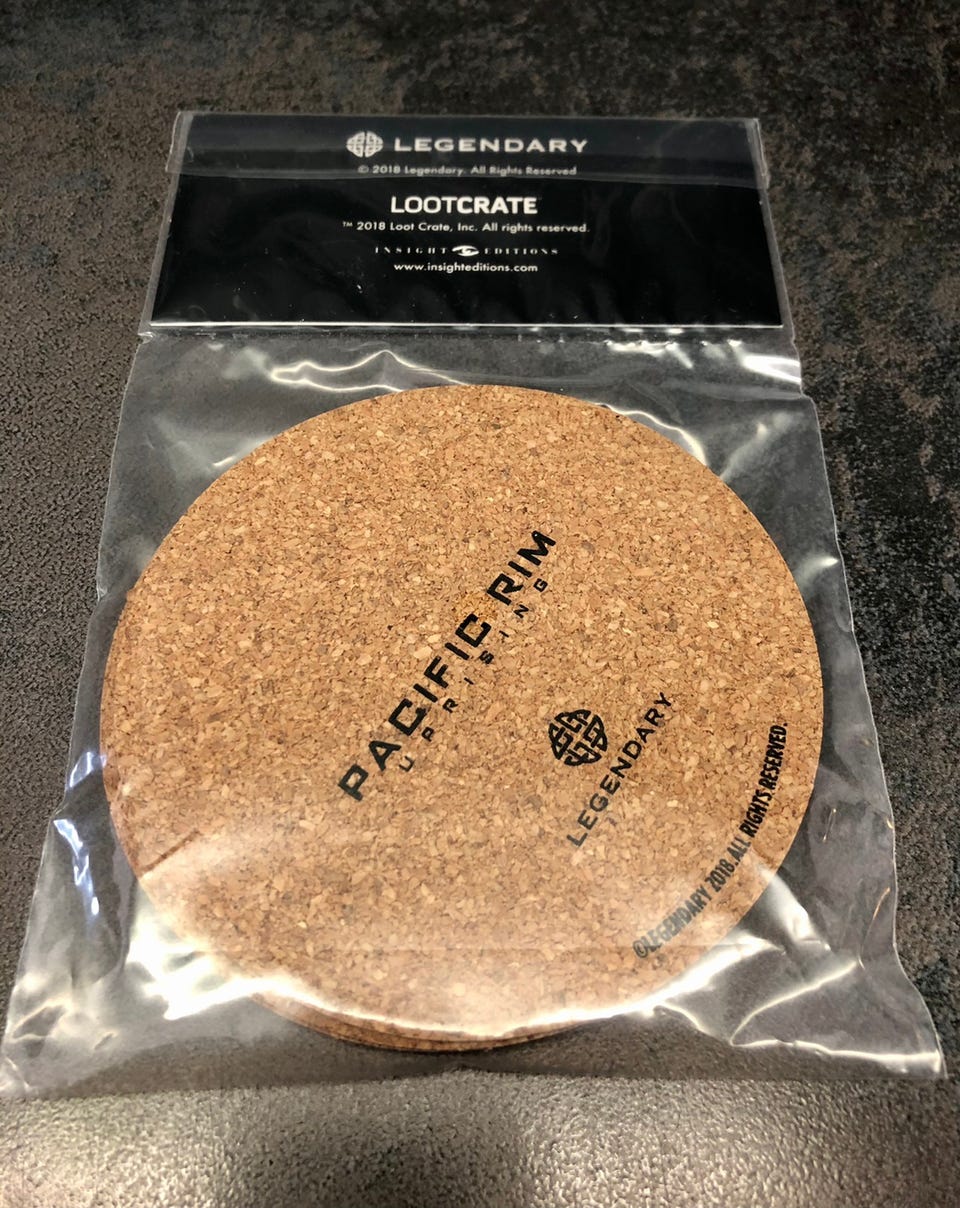 LEGENDARY
© 2018 Legendary. All Rights Reserved
LOOTCRATE
™ 2018 Loot Crate, Inc. All rights reserved.
INSIGHT EDITIONS
www.insighteditions.com
PACIFIC RIM
UPRISING
LEGENDARY
©LEGENDARY 2018.ALL RIGHTS RESERVED.